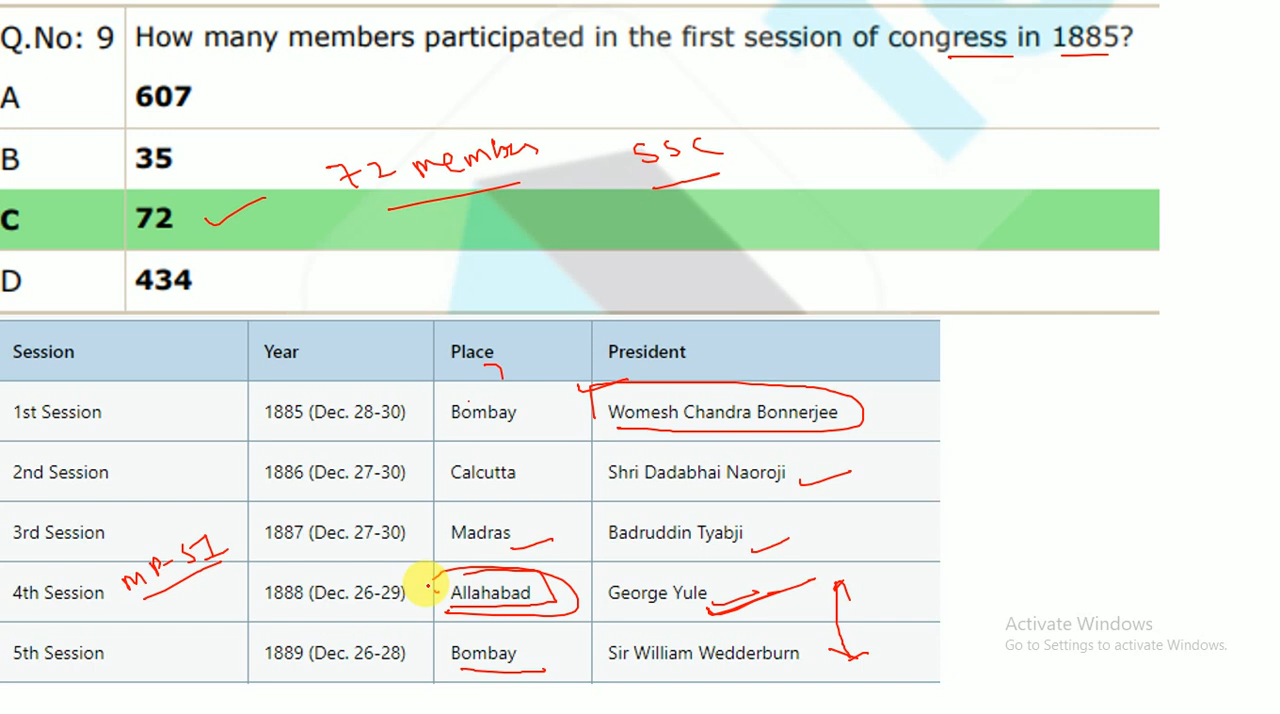 Q.No: 9 How many members participated in the first session of congress in 1885?
A 607
B 35
72 member SSC
C 72
D 434
Session Year Place President
1st Session 1885 (Dec. 28-30) Bombay Womesh Chandra Bonnerjee
2nd Session 1886 (Dec. 27-30) Calcutta Shri Dadabhai Naoroji
3rd Session 1887 (Dec. 27-30) Madras Badruddin Tyabji
4th Session 1888 (Dec. 26-29) Allahabad George Yule
5th Session 1889 (Dec. 26-28) Bombay Sir William Wedderburn
Activate Windows
Go to Settings to activate Windows.